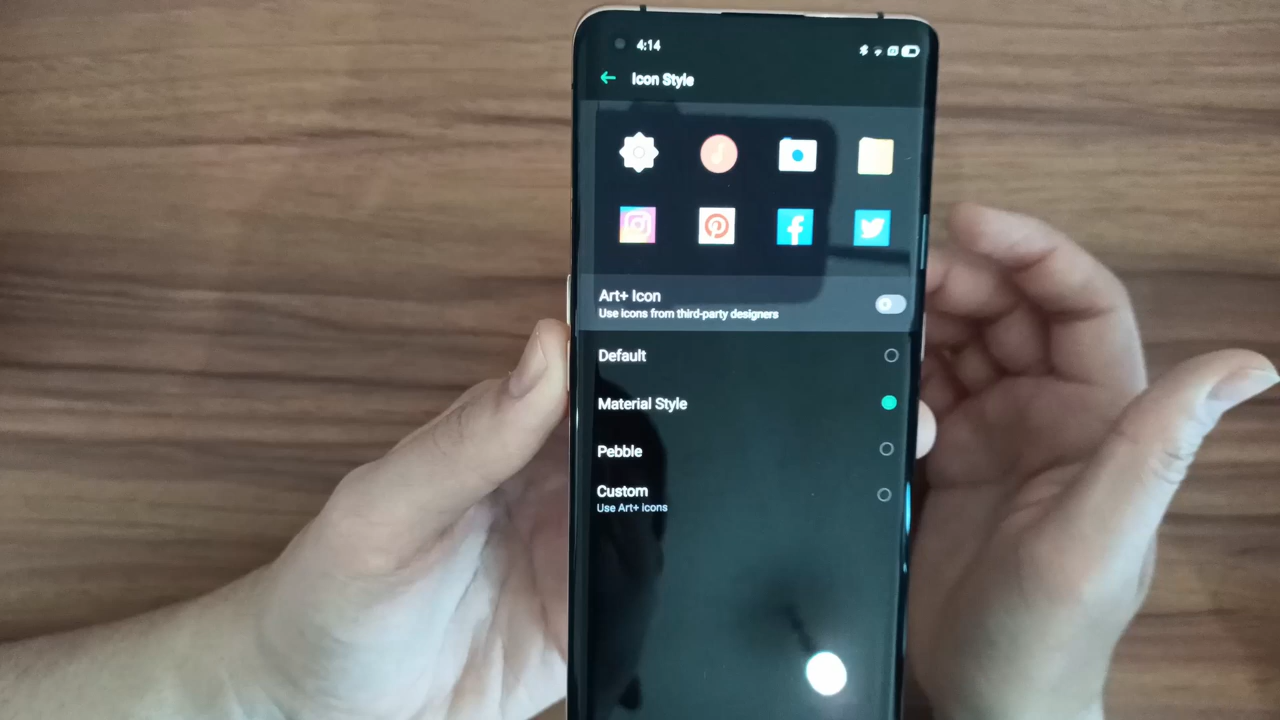 4:14
Icon Style
Art+ Icon
Use icons from third-party designers
Default
Material Style
Pebble
Custom
Use Art+ icons